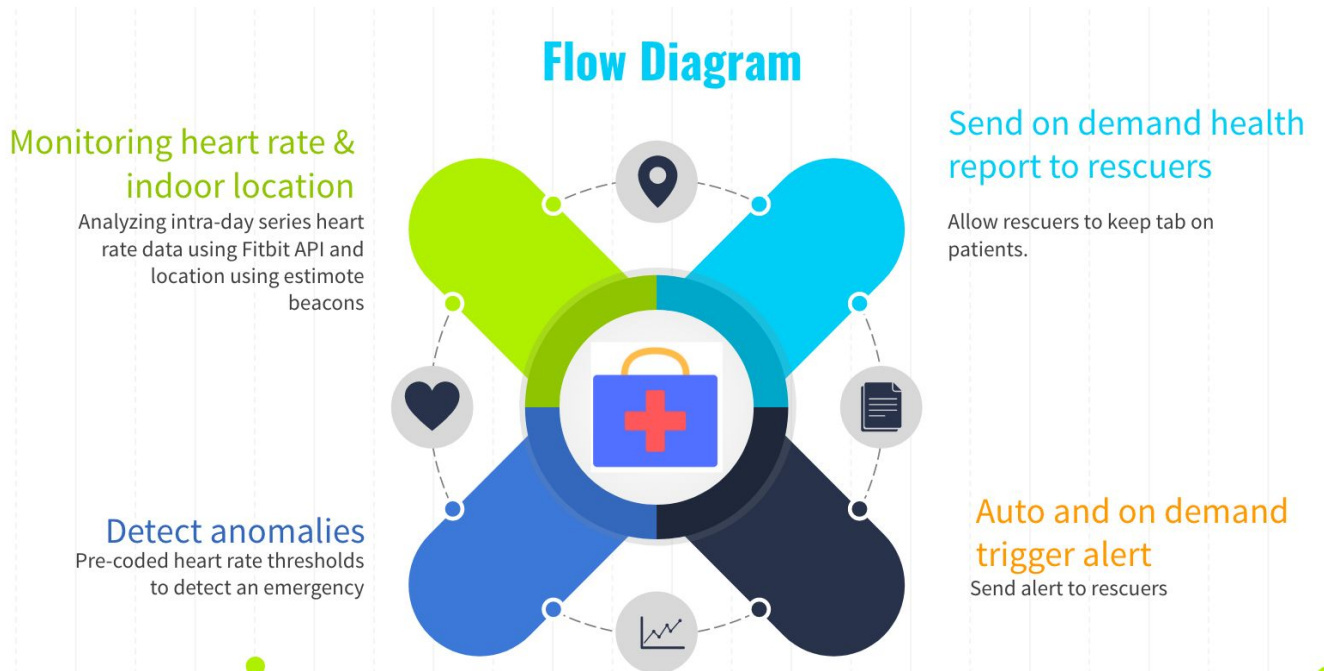 Flow Diagram
Monitoring heart rate &
indoor location
Analyzing intra-day series heart
rate data using Fitbit API and
location using estimote
beacons
Send on demand health
report to rescuers
Allow rescuers to keep tab on
patients.
Detect anomalies
Pre-coded heart rate thresholds
to detect an emergency
Auto and on demand
trigger alert
Send alert to rescuers